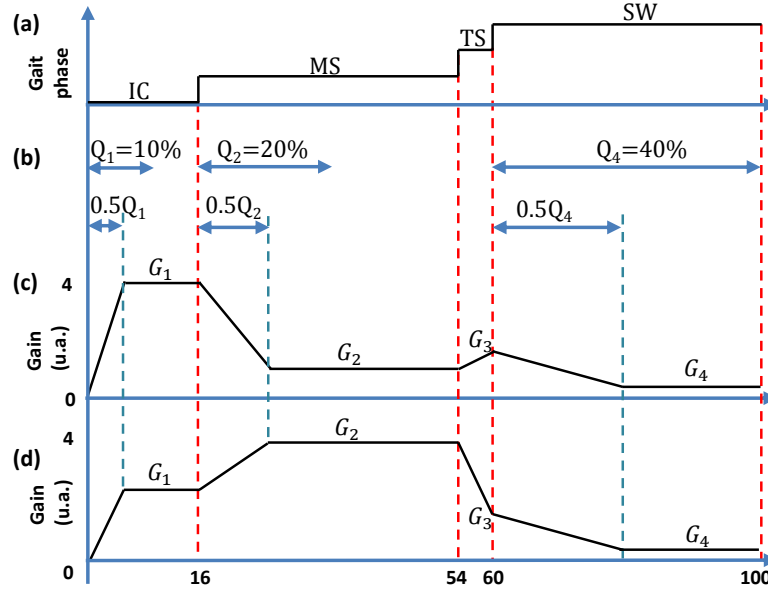 (a)
Gait phase
IC
MS
TS
SW
(b)
Q₁=10%
Q₂=20%
Q₄=40%
0.5Q₁
0.5Q₂
0.5Q₄
(c)
4
Gain (u.a.)
0
G₁
G₂
G₃
G₄
(d)
4
Gain (u.a.)
0
G₁
G₂
G₃
G₄
16
54
60
100